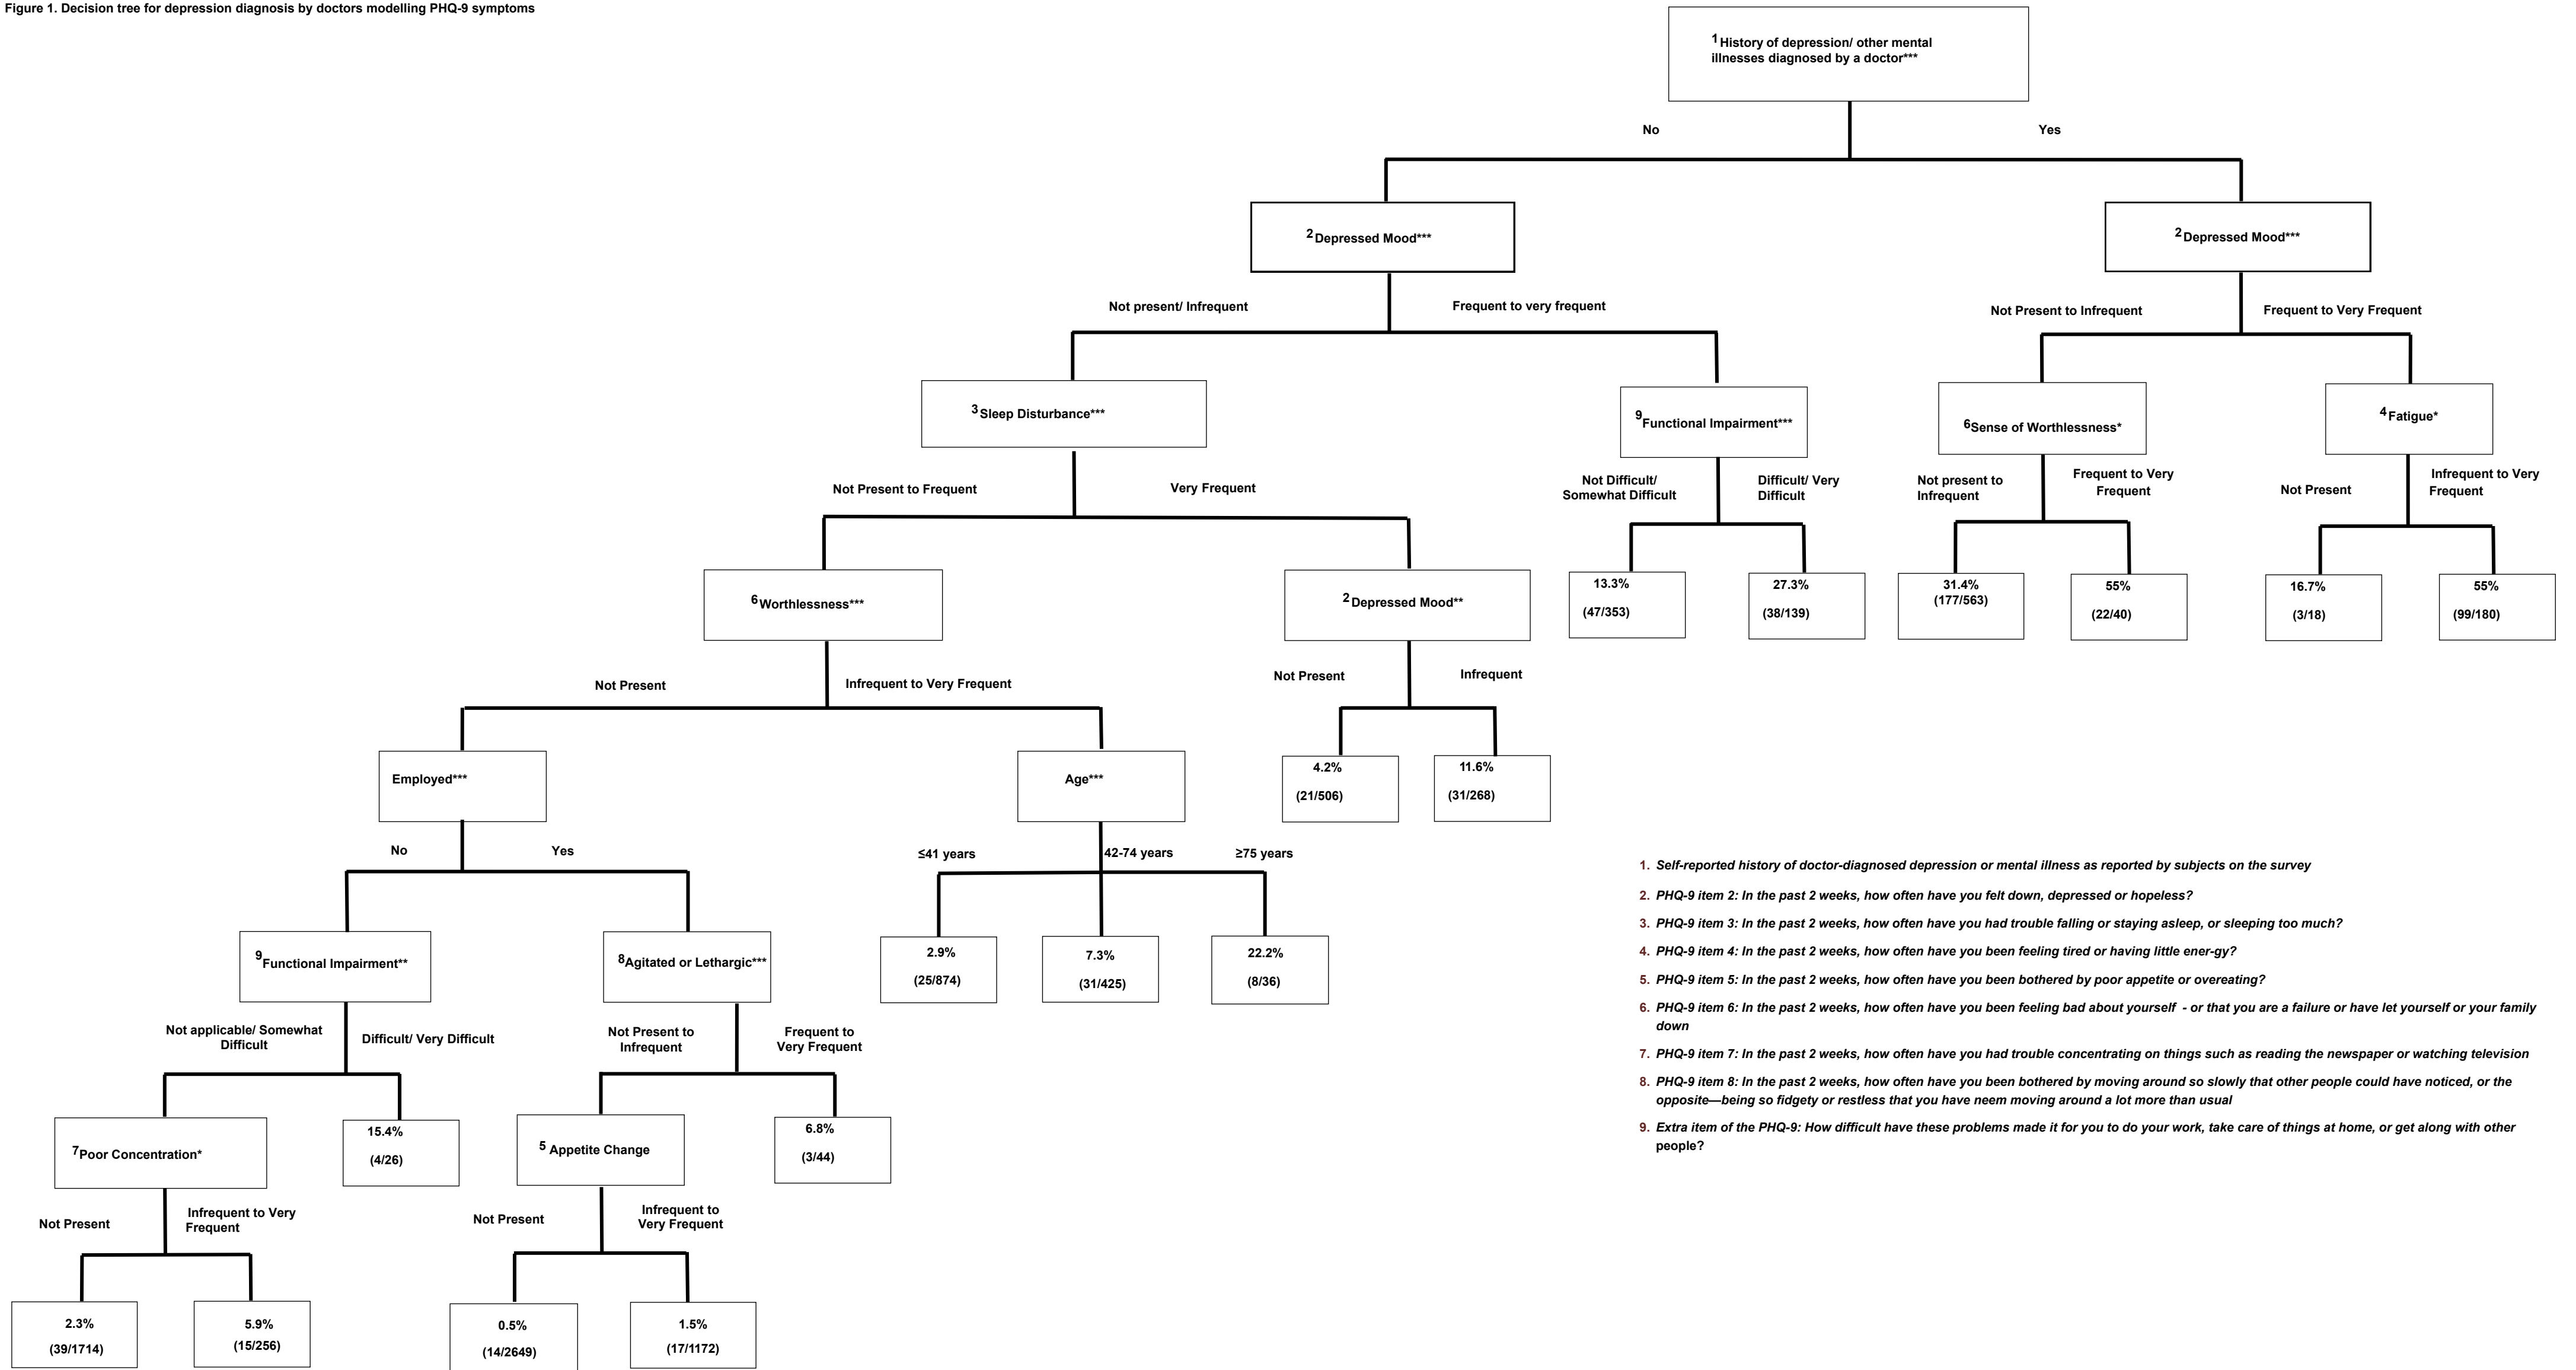 Figure 1. Decision tree for depression diagnosis by doctors modelling PHQ-9 symptoms
1 History of depression/ other mental
illnesses diagnosed by a doctor***
No
Yes
2 Depressed Mood***
2 Depressed Mood***
Not present/ Infrequent
Frequent to very frequent
Not Present to Infrequent
Frequent to Very Frequent
3 Sleep Disturbance***
9 Functional Impairment***
6 Sense of Worthlessness*
4 Fatigue*
Not Present to Frequent
Very Frequent
Not Difficult/
Somewhat Difficult
Difficult/ Very
Difficult
Not present to
Infrequent
Frequent to Very
Frequent
Not Present
Infrequent to Very
Frequent
6 Worthlessness***
2 Depressed Mood**
13.3%
(47/353)
27.3%
(38/139)
31.4%
(177/563)
55%
(22/40)
16.7%
(3/18)
55%
(99/180)
Not Present
Infrequent to Very Frequent
Not Present
Infrequent
Employed***
Age***
4.2%
(21/506)
11.6%
(31/268)
No
Yes
≤41 years
42-74 years
≥75 years
9 Functional Impairment**
8 Agitated or Lethargic***
2.9%
(25/874)
7.3%
(31/425)
22.2%
(8/36)
Not applicable/ Somewhat
Difficult
Difficult/ Very Difficult
Not Present to
Infrequent
Frequent to
Very Frequent
7 Poor Concentration*
15.4%
(4/26)
5 Appetite Change
6.8%
(3/44)
Not Present
Infrequent to Very
Frequent
Not Present
Infrequent to
Very Frequent
2.3%
(39/1714)
5.9%
(15/256)
0.5%
(14/2649)
1.5%
(17/1172)
1. Self-reported history of doctor-diagnosed depression or mental illness as reported by subjects on the survey
2. PHQ-9 item 2: In the past 2 weeks, how often have you felt down, depressed or hopeless?
3. PHQ-9 item 3: In the past 2 weeks, how often have you had trouble falling or staying asleep, or sleeping too much?
4. PHQ-9 item 4: In the past 2 weeks, how often have you been feeling tired or having little ener-gy?
5. PHQ-9 item 5: In the past 2 weeks, how often have you been bothered by poor appetite or overeating?
6. PHQ-9 item 6: In the past 2 weeks, how often have you been feeling bad about yourself - or that you are a failure or have let yourself or your family
down
7. PHQ-9 item 7: In the past 2 weeks, how often have you had trouble concentrating on things such as reading the newspaper or watching television
8. PHQ-9 item 8: In the past 2 weeks, how often have you been bothered by moving around so slowly that other people could have noticed, or the
opposite—being so fidgety or restless that you have neem moving around a lot more than usual
9. Extra item of the PHQ-9: How difficult have these problems made it for you to do your work, take care of things at home, or get along with other
people?